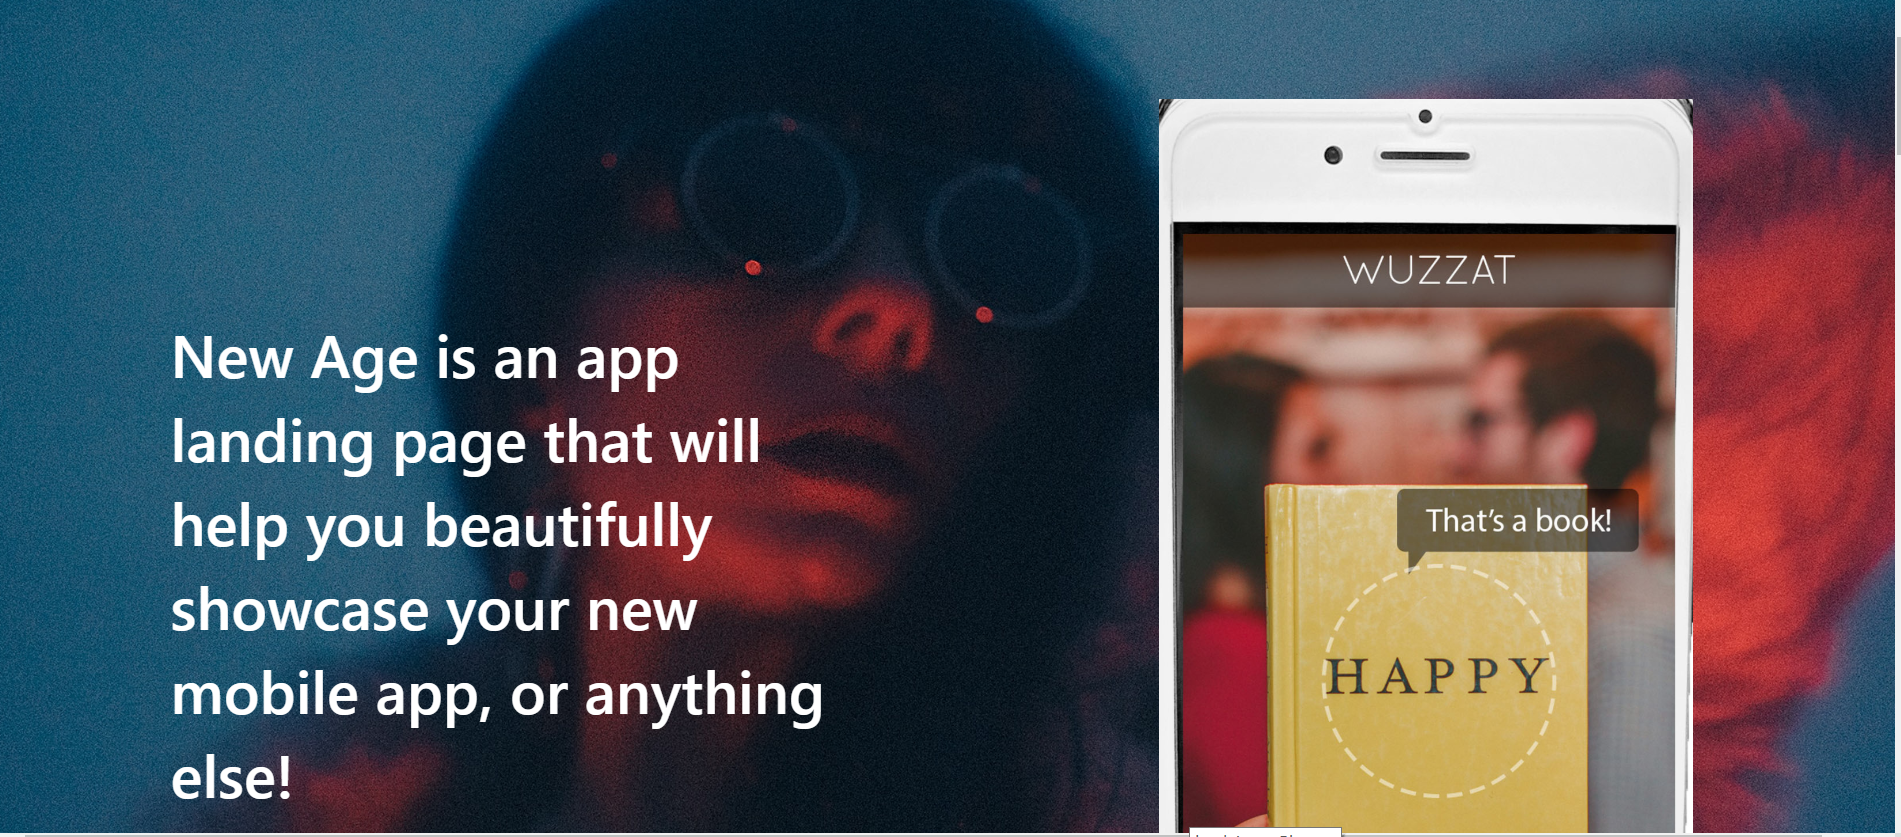 New Age is an app
landing page that will
help you beautifully
showcase your new
mobile app, or anything
else!
WUZZAT
That's a book!
HAPPY